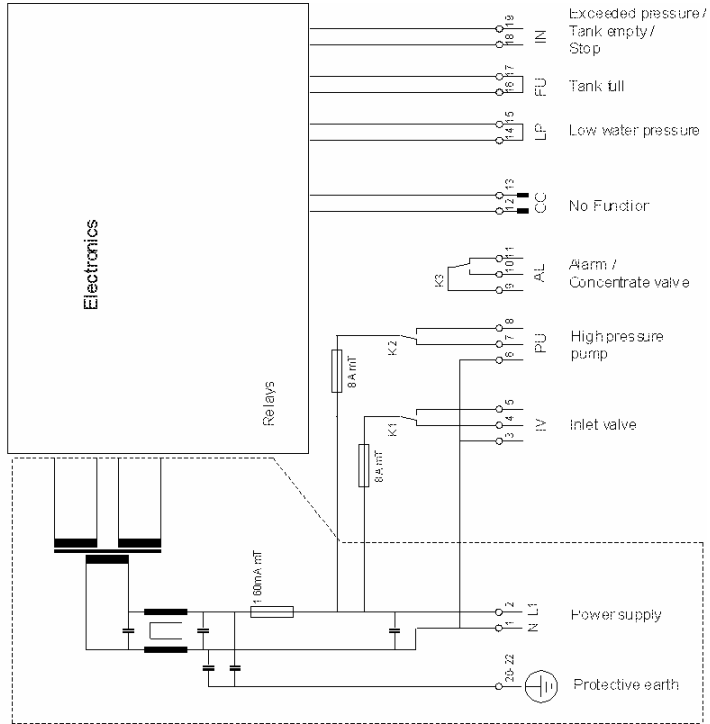 19
18
IN
Exceeded pressure /
Tank empty /
Stop
17
16
FU
Tank full
15
14
LP
Low water pressure
13
12
CC
No Function
Electronics
11
10
9
K3
AL
Alarm /
Concentrate valve
8
7
6
K2
PU
High pressure
pump
8 A mT
Relays
5
4
3
K1
IV
Inlet valve
8 A mT
160mA mT
2
L1
1
N
Power supply
20-22
Protective earth